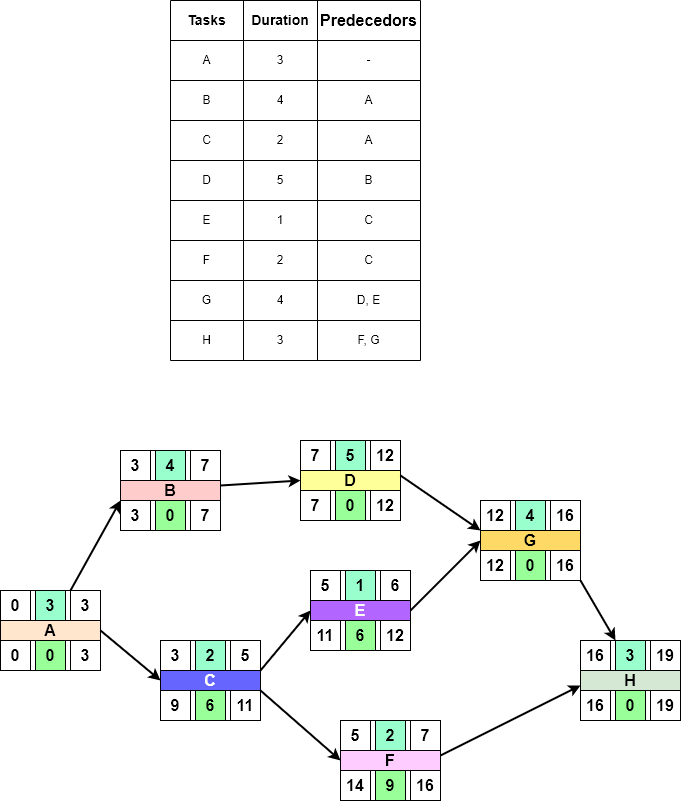 Tasks Duration Predecedors
A 3 -
B 4 A
C 2 A
D 5 B
E 1 C
F 2 C
G 4 D, E
H 3 F, G
0 3 3
A
0 0 3
3 4 7
B
3 0 7
3 2 5
C
9 6 11
7 5 12
D
7 0 12
5 1 6
E
11 6 12
5 2 7
F
14 9 16
12 4 16
G
12 0 16
16 3 19
H
16 0 19